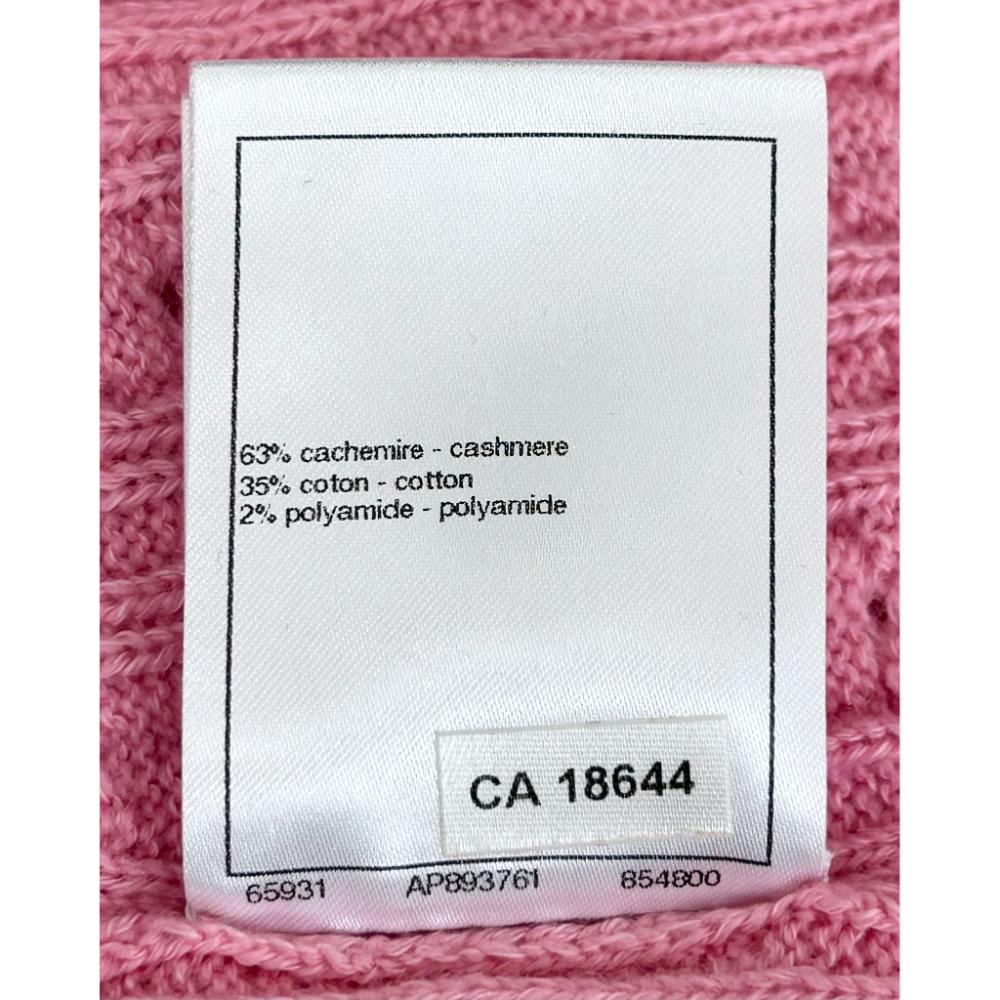 63% cachemire - cashmere
35% coton - cotton
2% polyamide - polyamide
CA 18644
65931 AP893761 854800